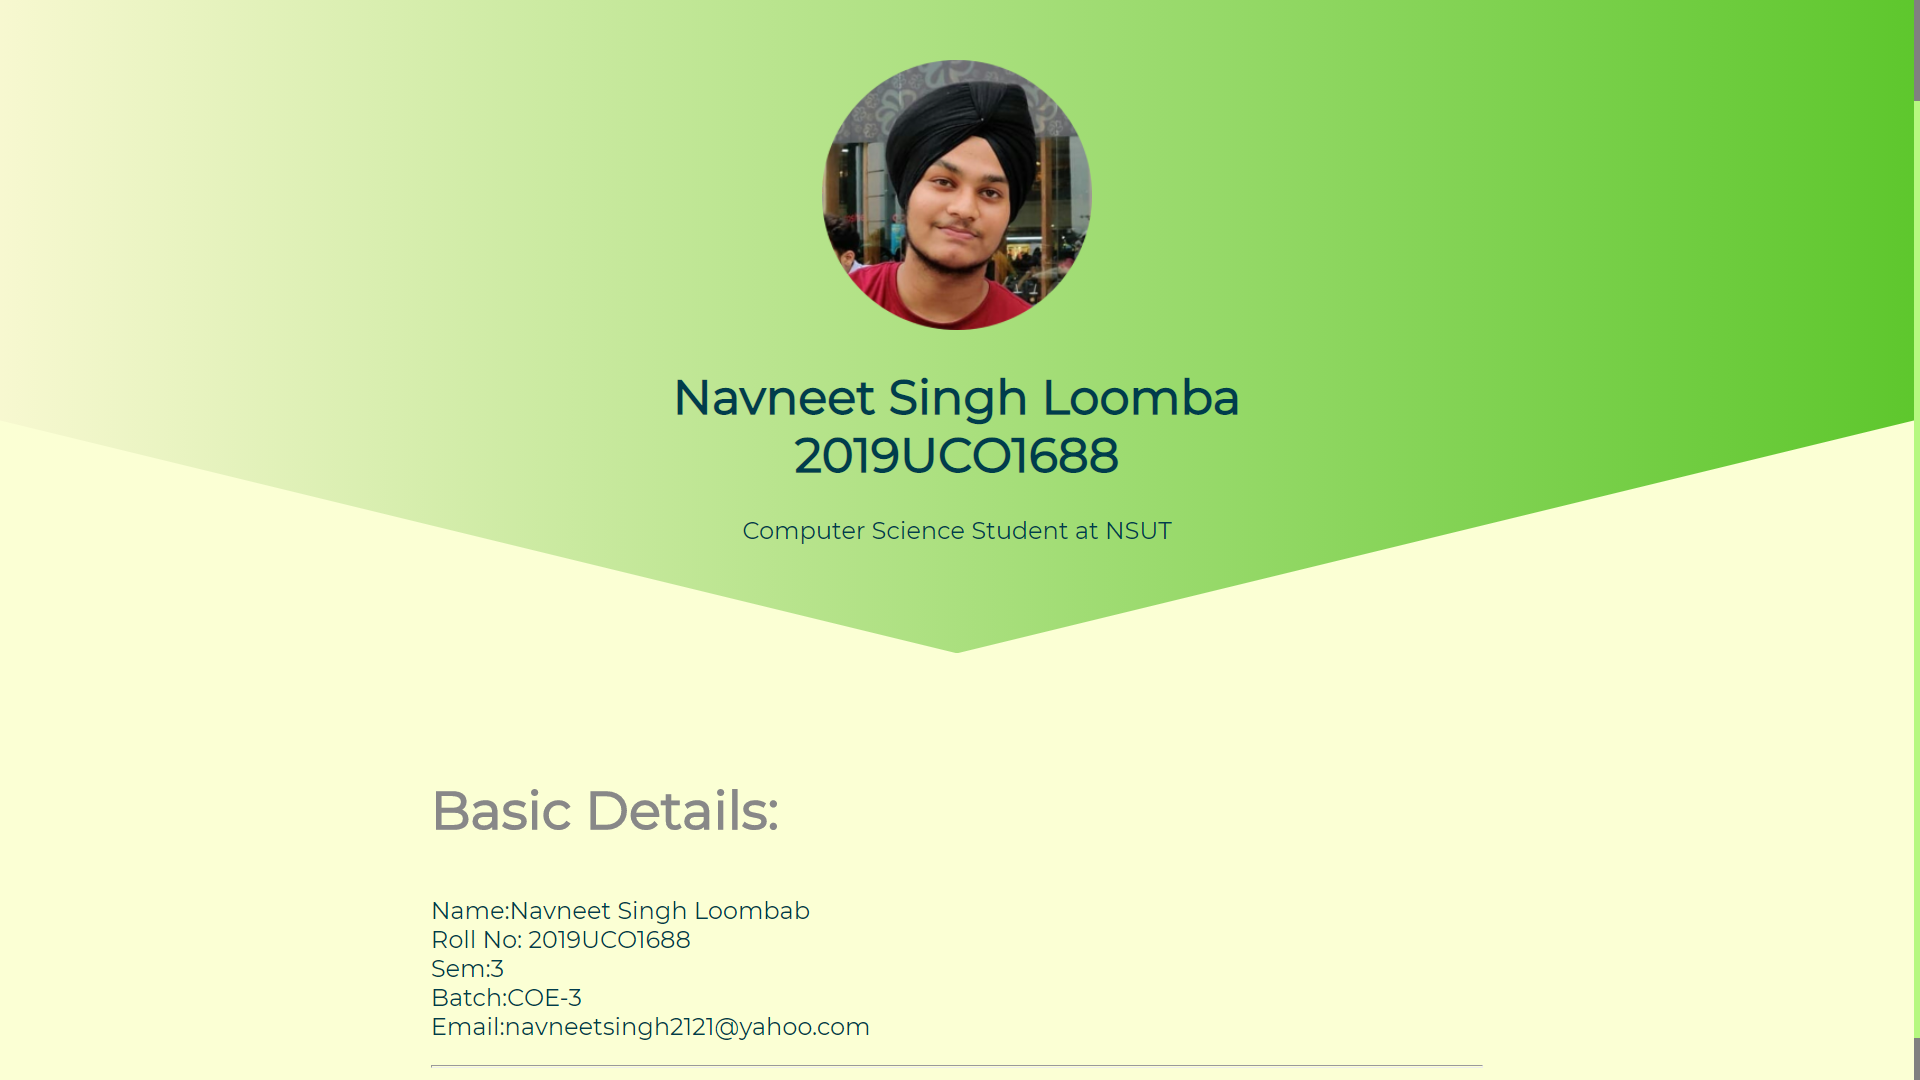 Navneet Singh Loomba
2019UCO1688
Computer Science Student at NSUT
Basic Details:
Name:Navneet Singh Loombab
Roll No: 2019UCO1688
Sem:3
Batch:COE-3
Email:navneetsingh2121@yahoo.com